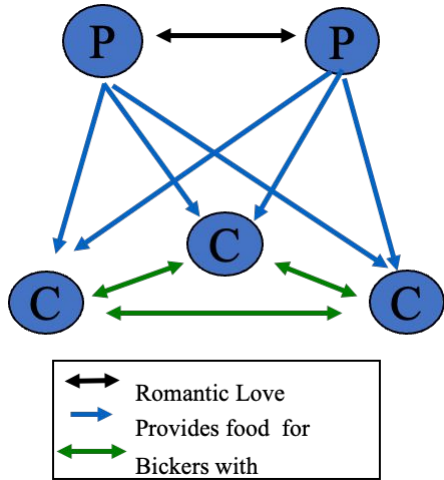 P P
C
C C
Romantic Love
Provides food for
Bickers with